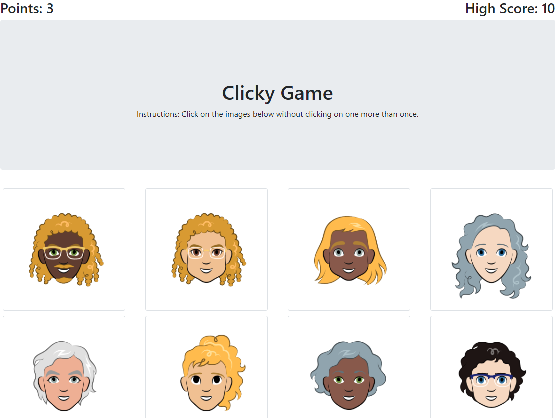 Points: 3 High Score: 10
Clicky Game
Instructions: Click on the images below without clicking on one more than once.